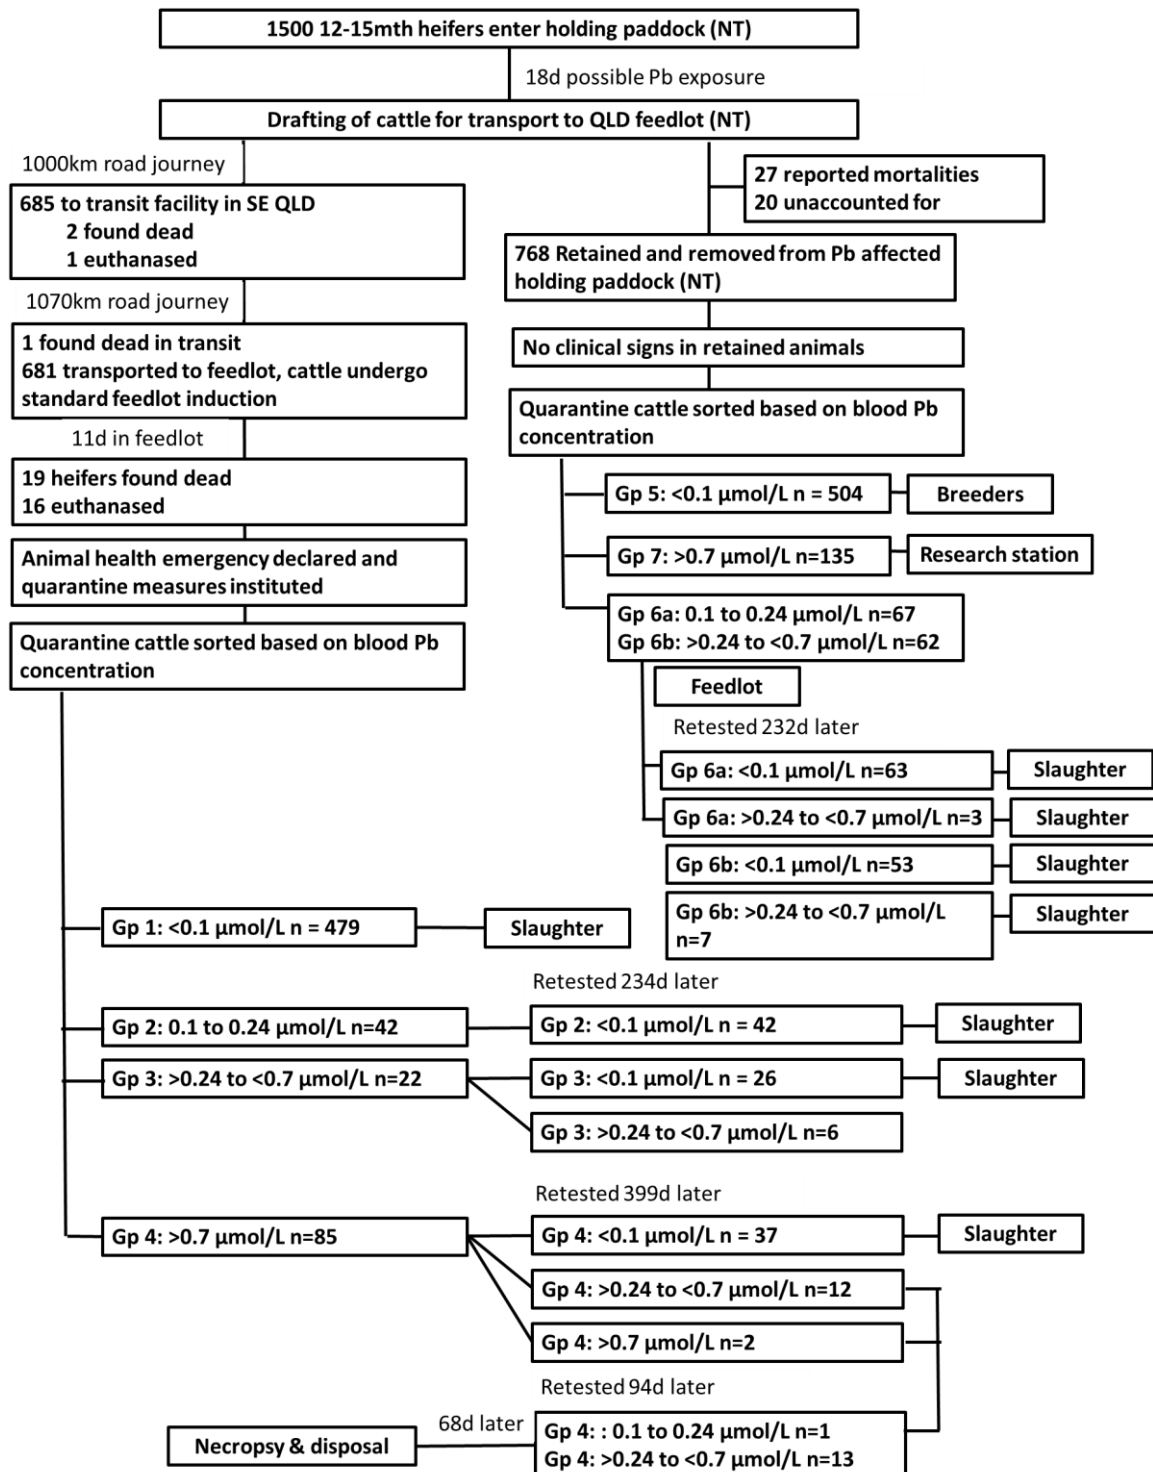 1500 12-15mth heifers enter holding paddock (NT)
18d possible Pb exposure
Drafting of cattle for transport to QLD feedlot (NT)
1000km road journey
685 to transit facility in SE QLD
2 found dead
1 euthanased
1070km road journey
1 found dead in transit
681 transported to feedlot, cattle undergo
standard feedlot induction
11d in feedlot
19 heifers found dead
16 euthanased
Animal health emergency declared and
quarantine measures instituted
Quarantine cattle sorted based on blood Pb
concentration
27 reported mortalities
20 unaccounted for
768 Retained and removed from Pb affected
holding paddock (NT)
No clinical signs in retained animals
Quarantine cattle sorted based on blood Pb
concentration
Gp 5: <0.1 µmol/L n = 504
Breeders
Gp 7: >0.7 µmol/L n=135
Research station
Gp 6a: 0.1 to 0.24 µmol/L n=67
Gp 6b: >0.24 to <0.7 µmol/L n=62
Feedlot
Retested 232d later
Gp 6a: <0.1 µmol/L n=63
Slaughter
Gp 6a: >0.24 to <0.7 µmol/L n=3
Slaughter
Gp 6b: <0.1 µmol/L n=53
Slaughter
Gp 6b: >0.24 to <0.7 µmol/L
n=7
Slaughter
Gp 1: <0.1 µmol/L n = 479
Slaughter
Retested 234d later
Gp 2: 0.1 to 0.24 µmol/L n=42
Gp 2: <0.1 µmol/L n = 42
Slaughter
Gp 3: >0.24 to <0.7 µmol/L n=22
Gp 3: <0.1 µmol/L n = 26
Slaughter
Gp 3: >0.24 to <0.7 µmol/L n=6
Retested 399d later
Gp 4: >0.7 µmol/L n=85
Gp 4: <0.1 µmol/L n = 37
Slaughter
Gp 4: >0.24 to <0.7 µmol/L n=12
Gp 4: >0.7 µmol/L n=2
Retested 94d later
68d later
Necropsy & disposal
Gp 4: : 0.1 to 0.24 µmol/L n=1
Gp 4: >0.24 to <0.7 µmol/L n=13